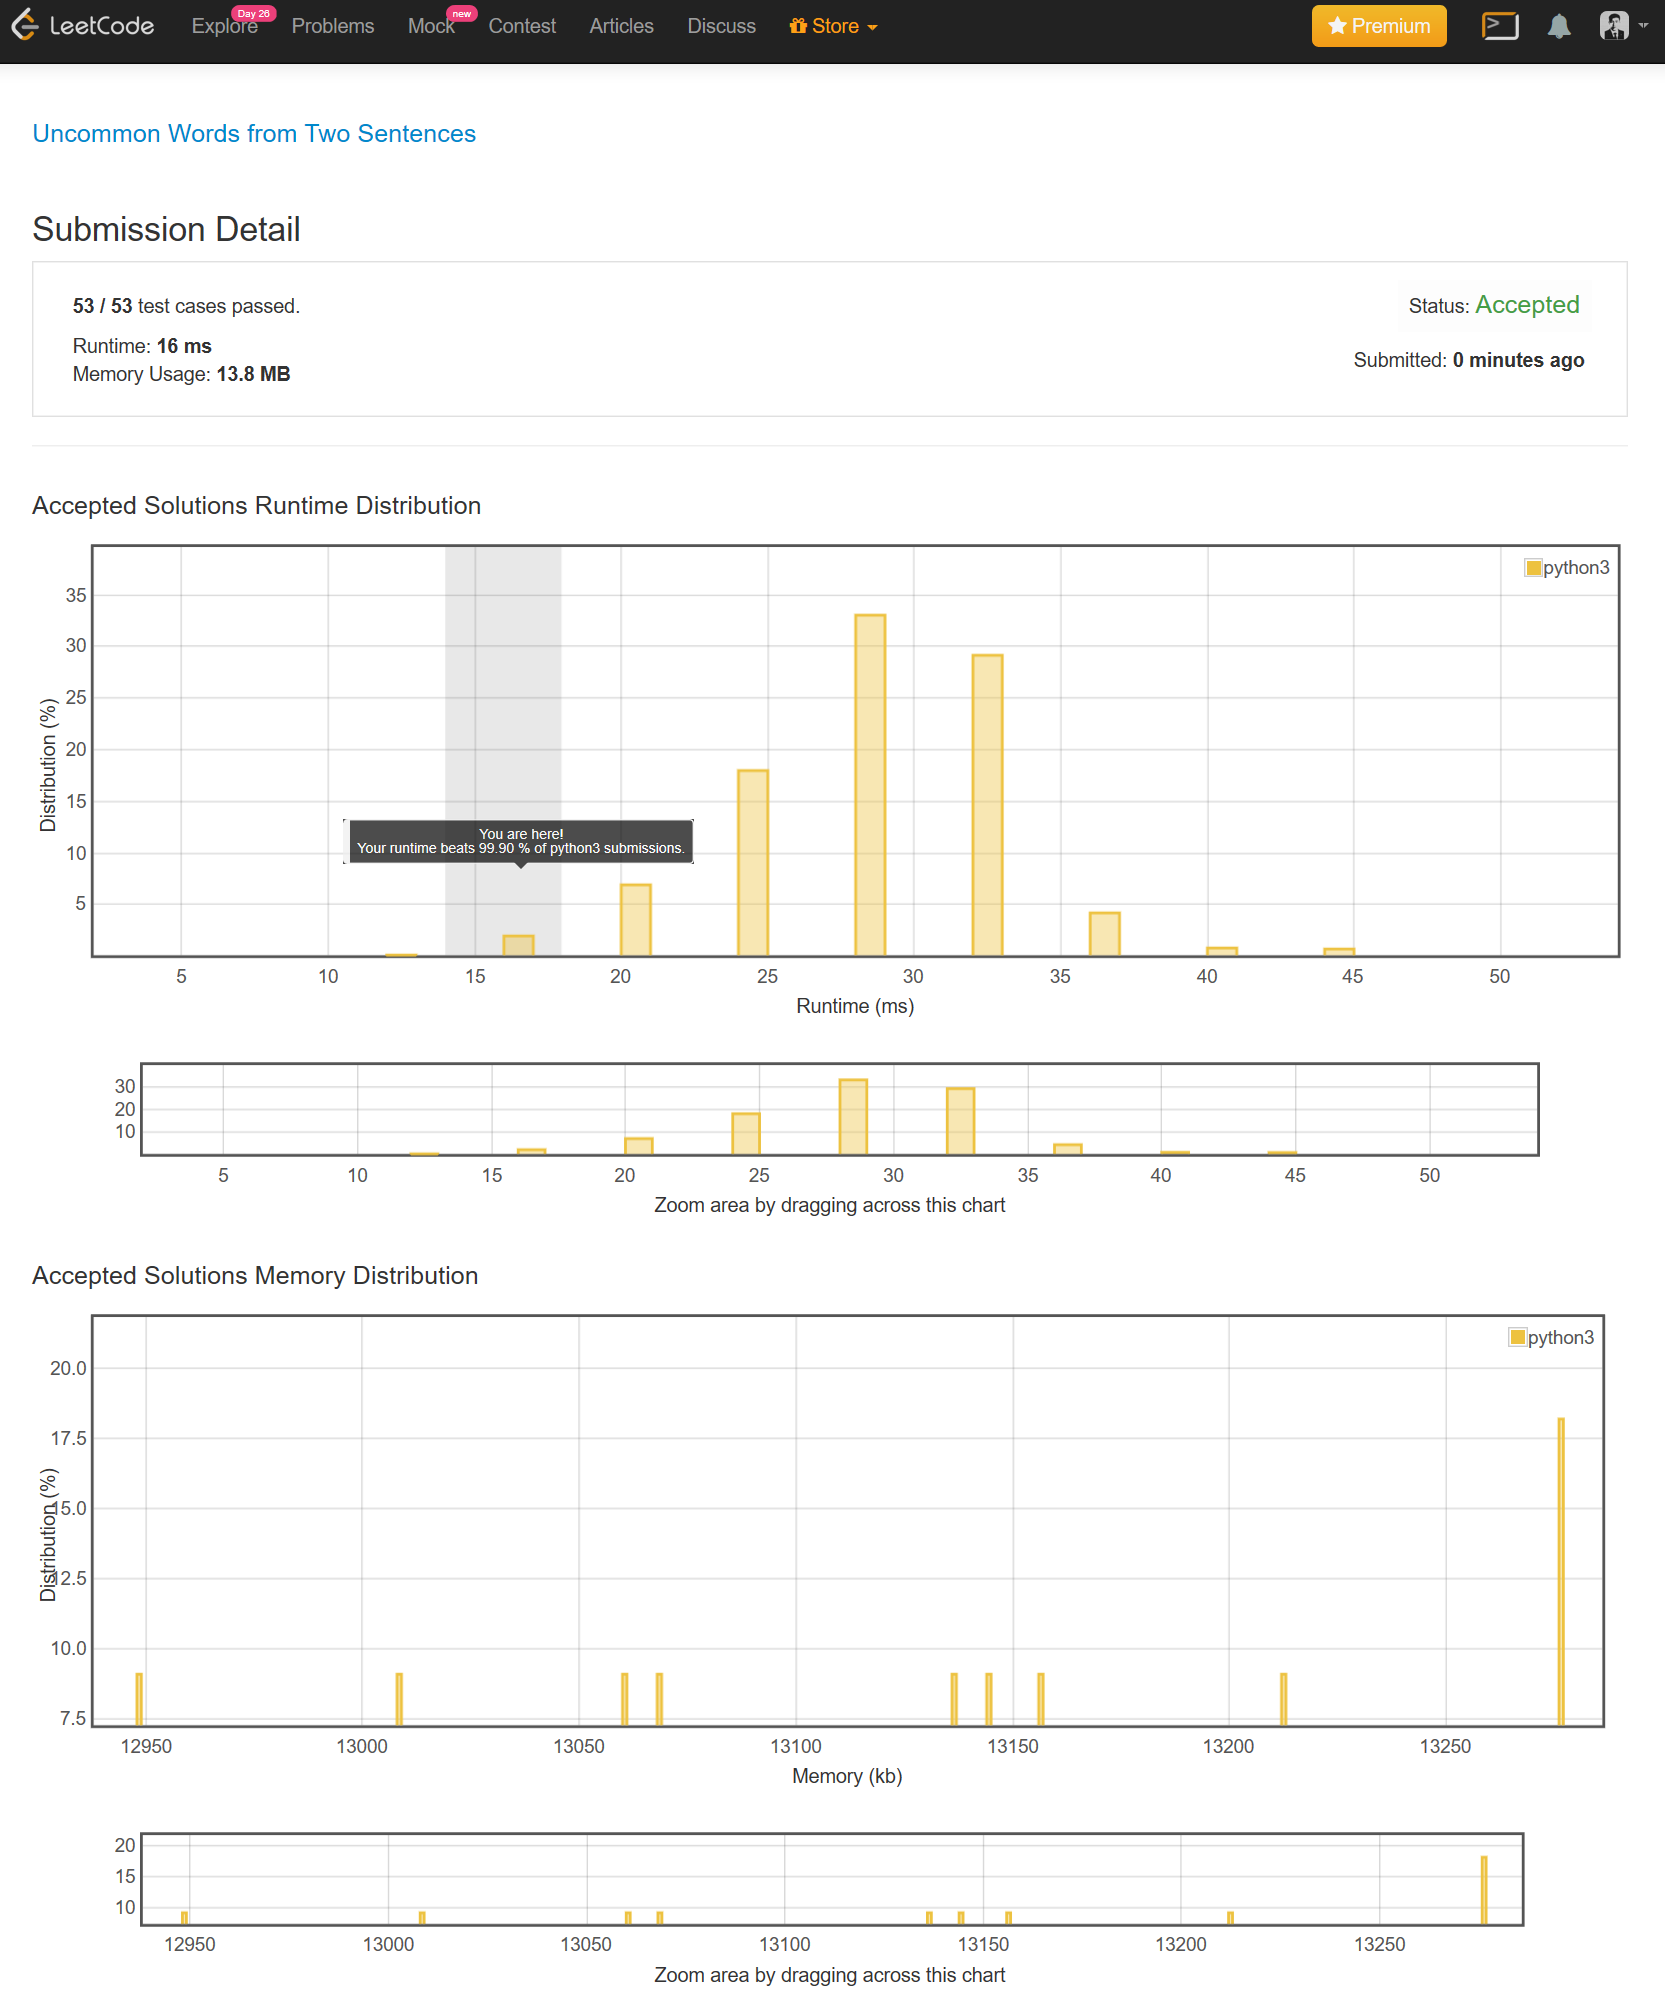 LeetCode Explore Day 26 Problems Mock new Contest Articles Discuss Store Premium
Uncommon Words from Two Sentences
Submission Detail
53 / 53 test cases passed.
Status: Accepted
Runtime: 16 ms
Submitted: 0 minutes ago
Memory Usage: 13.8 MB
Accepted Solutions Runtime Distribution
python3
35
30
25
20
15
10
5
Distribution (%)
You are here!
Your runtime beats 99.90 % of python3 submissions.
5 10 15 20 25 30 35 40 45 50
Runtime (ms)
30
20
10
5 10 15 20 25 30 35 40 45 50
Zoom area by dragging across this chart
Accepted Solutions Memory Distribution
python3
20.0
17.5
15.0
12.5
10.0
7.5
Distribution (%)
12950 13000 13050 13100 13150 13200 13250
Memory (kb)
20
15
10
12950 13000 13050 13100 13150 13200 13250
Zoom area by dragging across this chart